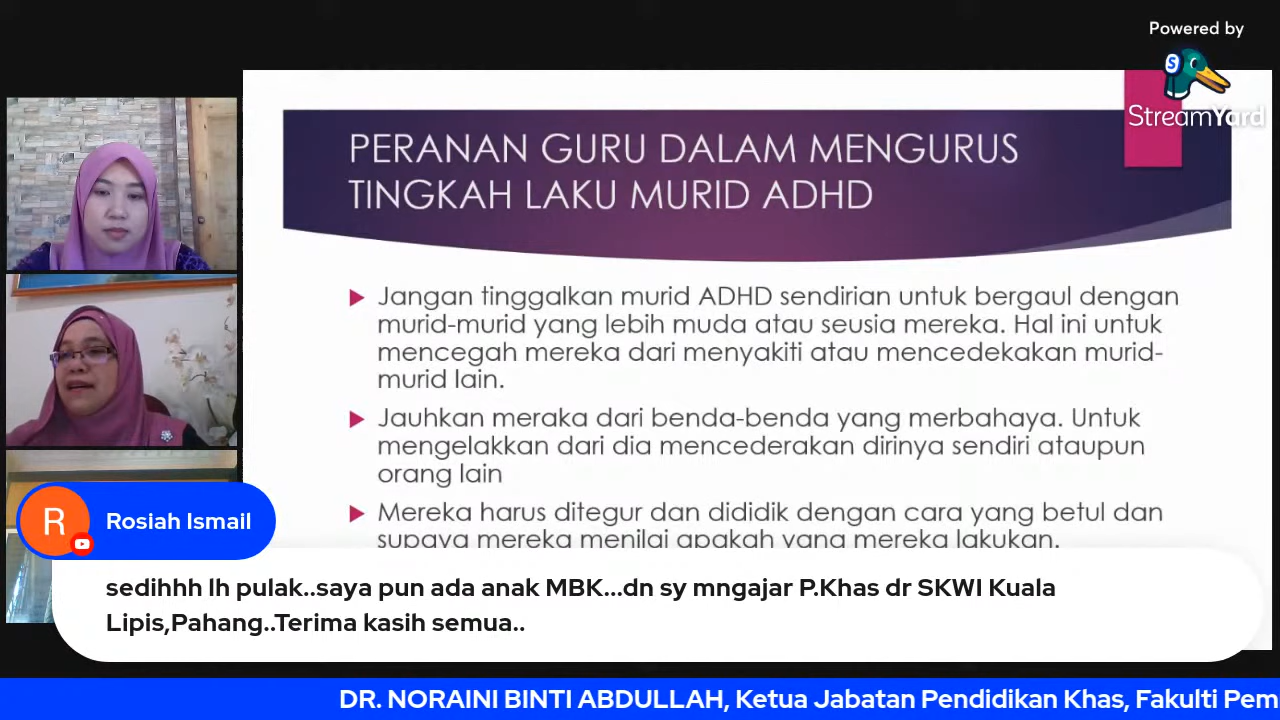 Powered by
StreamYard
PERANAN GURU DALAM MENGURUS
TINGKAH LAKU MURID ADHD
Jangan tinggalkan murid ADHD sendirian untuk bergaul dengan
murid-murid yang lebih muda atau seusia mereka. Hal ini untuk
mencegah mereka dari menyakiti atau mencedekakan murid-
murid lain.
Jauhkan meraka dari benda-benda yang merbahaya. Untuk
mengelakkan dari dia mencederakan dirinya sendiri ataupun
orang lain
Mereka harus ditegur dan dididik dengan cara yang betul dan
supaya mereka menilai apakah yang mereka lakukan.
R
Rosiah Ismail
sedihhh lh pulak..saya pun ada anak MBK...dn sy mngajar P.Khas dr SKWI Kuala
Lipis,Pahang..Terima kasih semua..
DR. NORAINI BINTI ABDULLAH, Ketua Jabatan Pendidikan Khas, Fakulti Pem